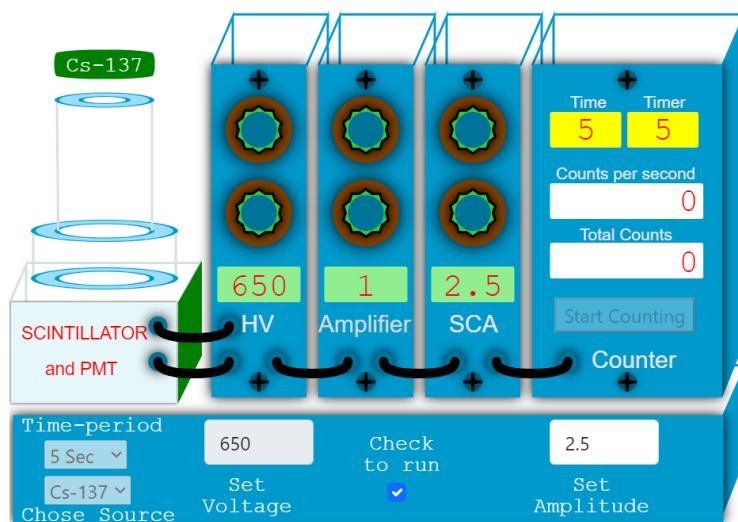 Cs-137
Time Timer
5 5
Counts per second
0
Total Counts
0
650 1 2.5
Start Counting
HV Amplifier SCA
SCINTILLATOR
and PMT
Counter
Time-period
5 Sec
Cs-137
Chose Source
650
Set
Voltage
Check
to run
2.5
Set
Amplitude